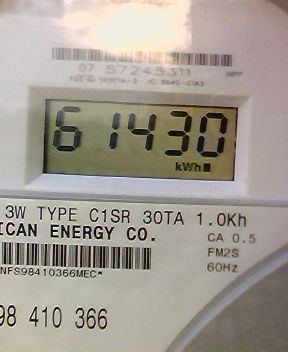 07 57245311 HPP
61430
kWh
3W TYPE C1SR 30TA 1.0Kh
ICAN ENERGY CO.
CA 0.5
FM2S
60Hz
NFS98410366MEC*
98 410 366